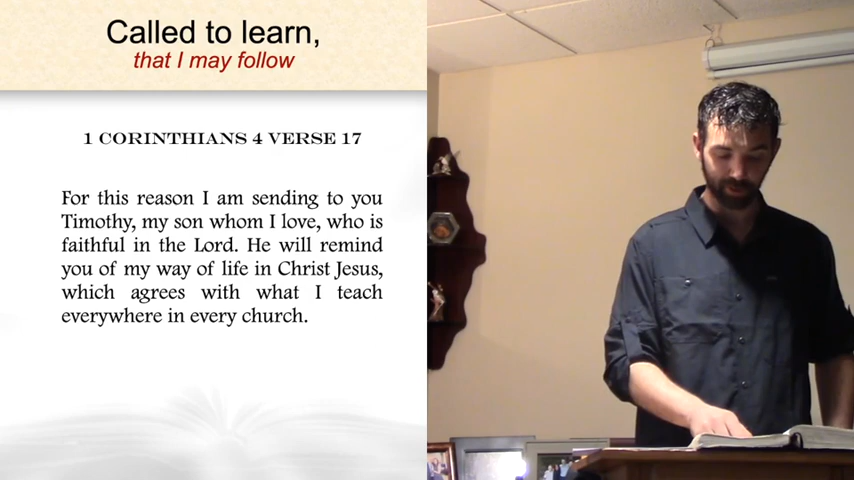 Called to learn,
that I may follow
1 CORINTHIANS 4 VERSE 17
For this reason I am sending to you
Timothy, my son whom I love, who is
faithful in the Lord. He will remind
you of my way of life in Christ Jesus,
which agrees with what I teach
everywhere in every church.